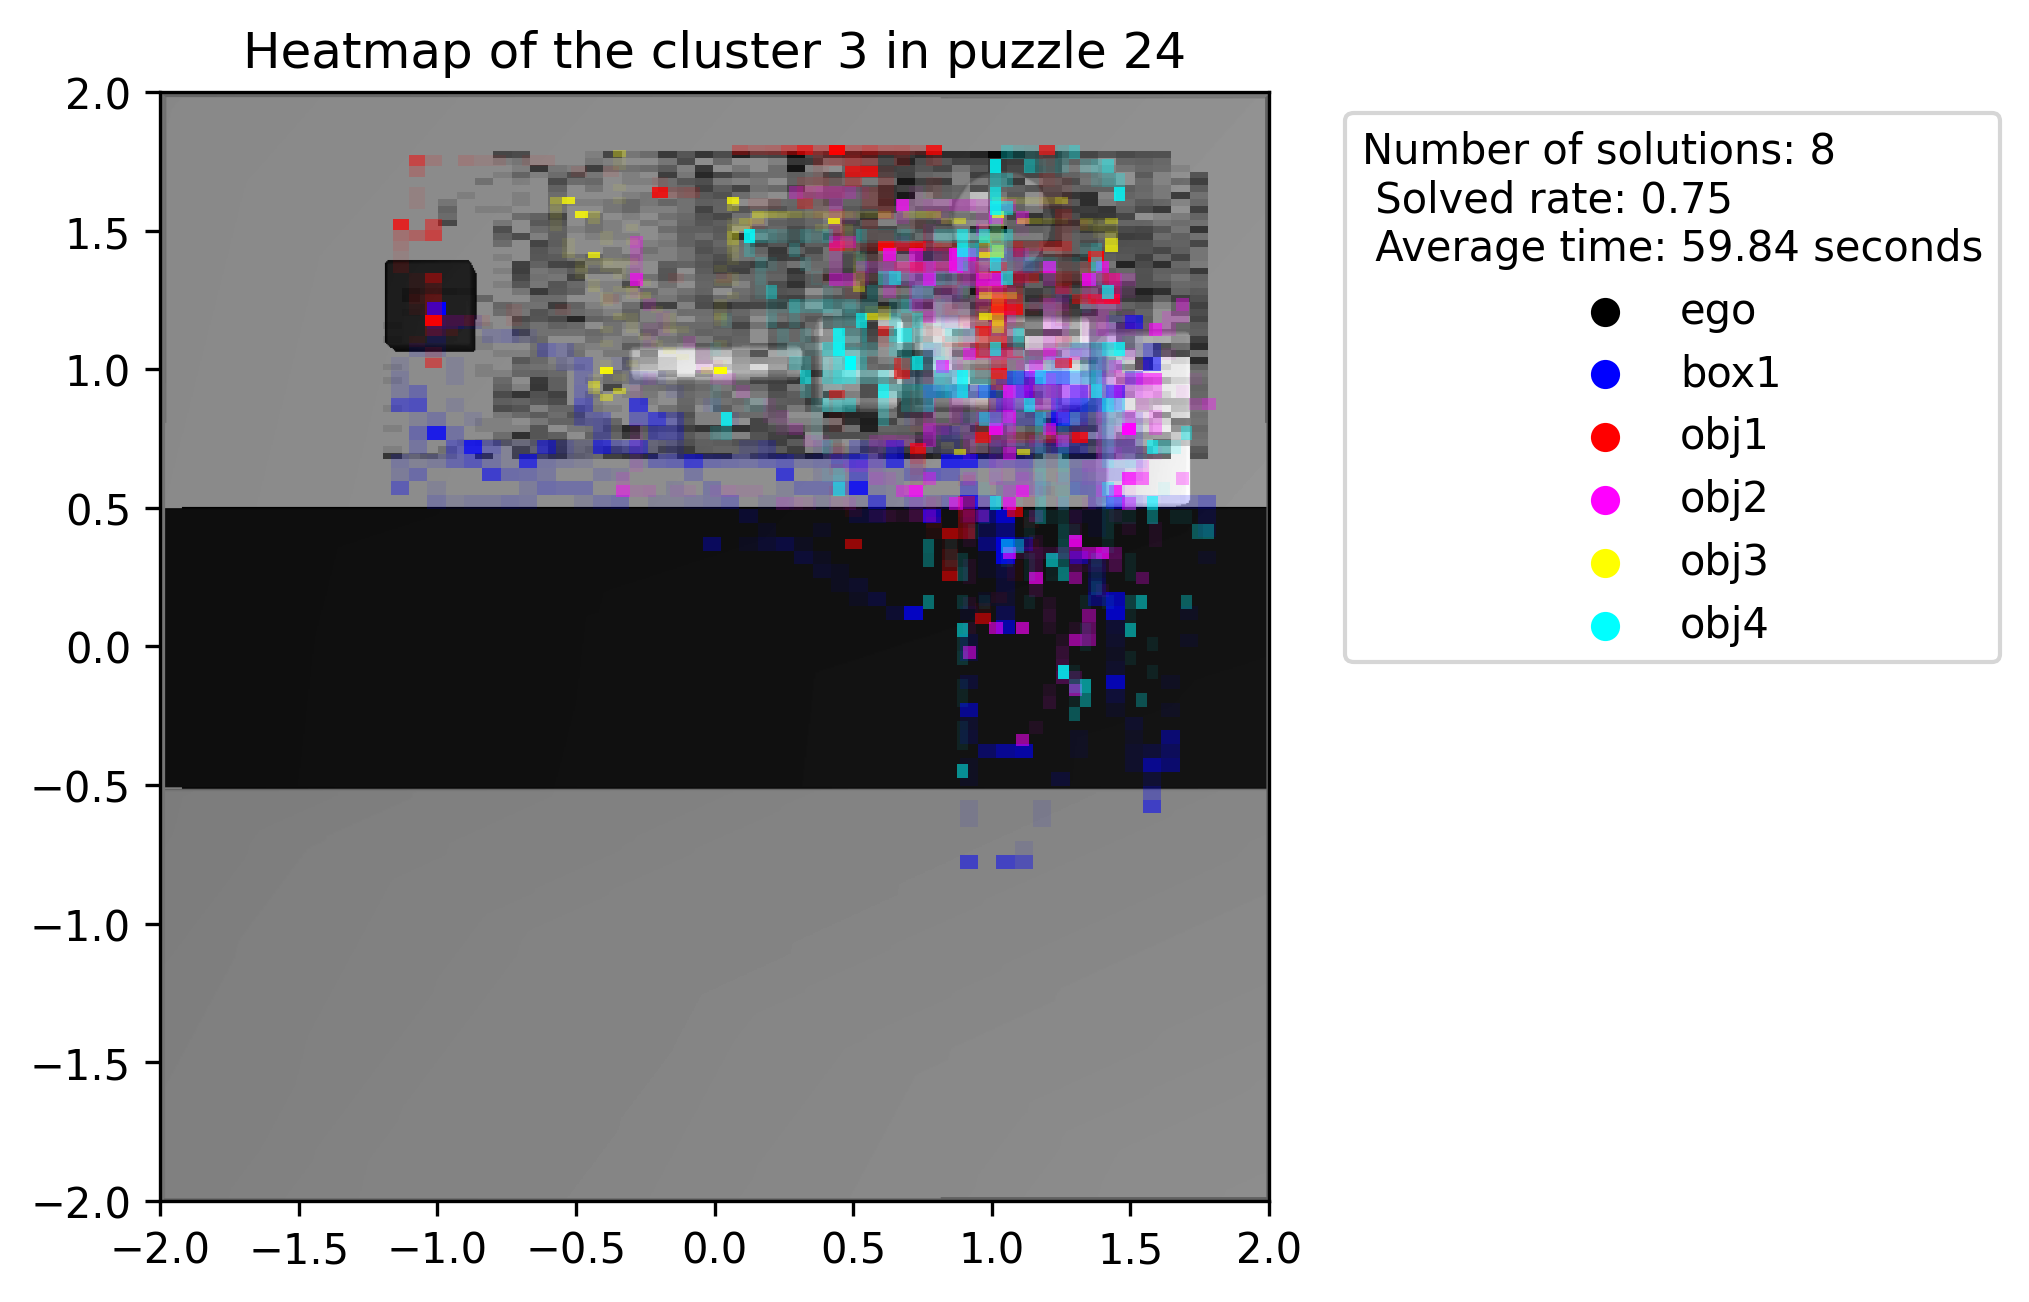 Heatmap of the cluster 3 in puzzle 24
Number of solutions: 8
Solved rate: 0.75
Average time: 59.84 seconds
ego
box1
obj1
obj2
obj3
obj4
2.0
1.5
1.0
0.5
0.0
−0.5
−1.0
−1.5
−2.0
−2.0 −1.5 −1.0 −0.5 0.0 0.5 1.0 1.5 2.0